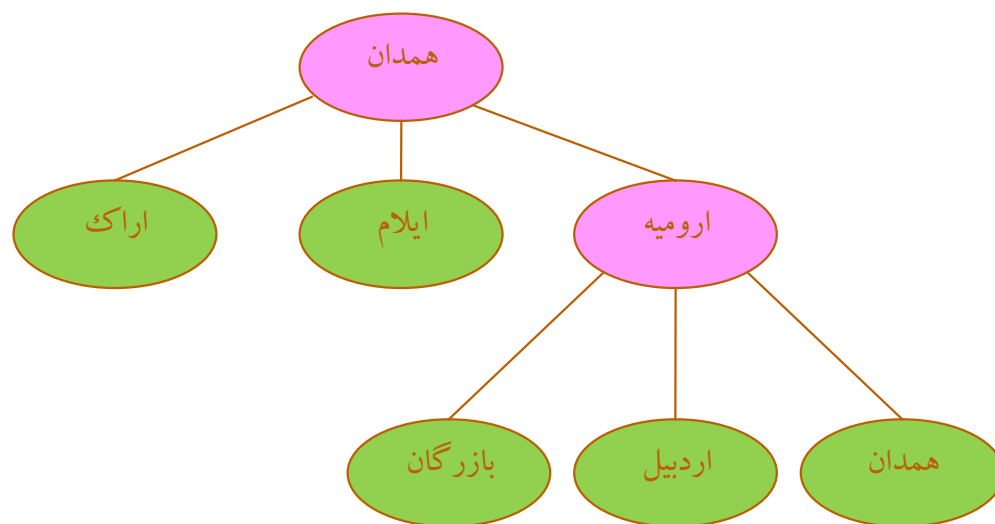 همدان
ارومیه
ایلام
اراک
همدان
اردبیل
بازرگان